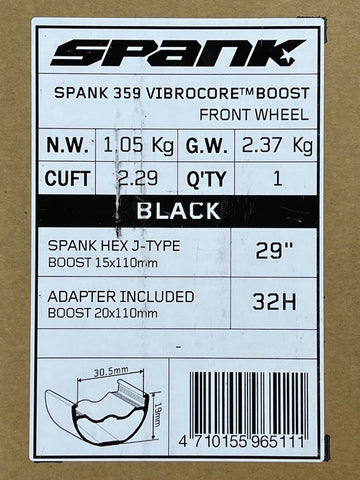 SPANK
SPANK 359 VIBROCORE™ BOOST
FRONT WHEEL
N.W. 1.05 Kg G.W. 2.37 Kg
CUFT 2.29 Q'TY 1
BLACK
SPANK HEX J-TYPE
BOOST 15x110mm
29"
ADAPTER INCLUDED
BOOST 20x110mm
32H
30.5mm
19mm
4 710155 965111